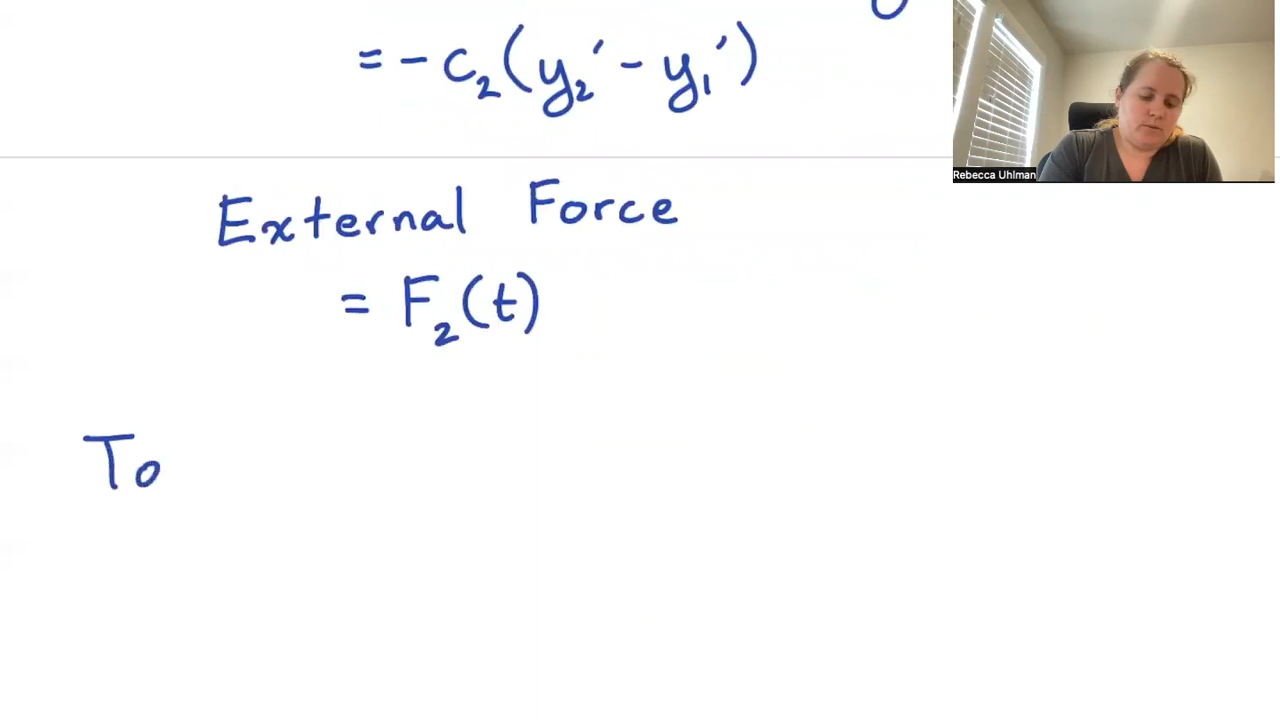 = - c₂(y₂' - y₁')
Rebecca Uhlman
External Force
= F₂(t)
To